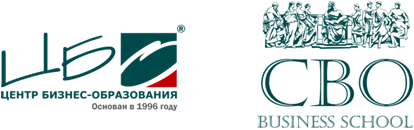 ЦБО®
ЦЕНТР БИЗНЕС-ОБРАЗОВАНИЯ
Основан в 1996 году
CBO
BUSINESS SCHOOL